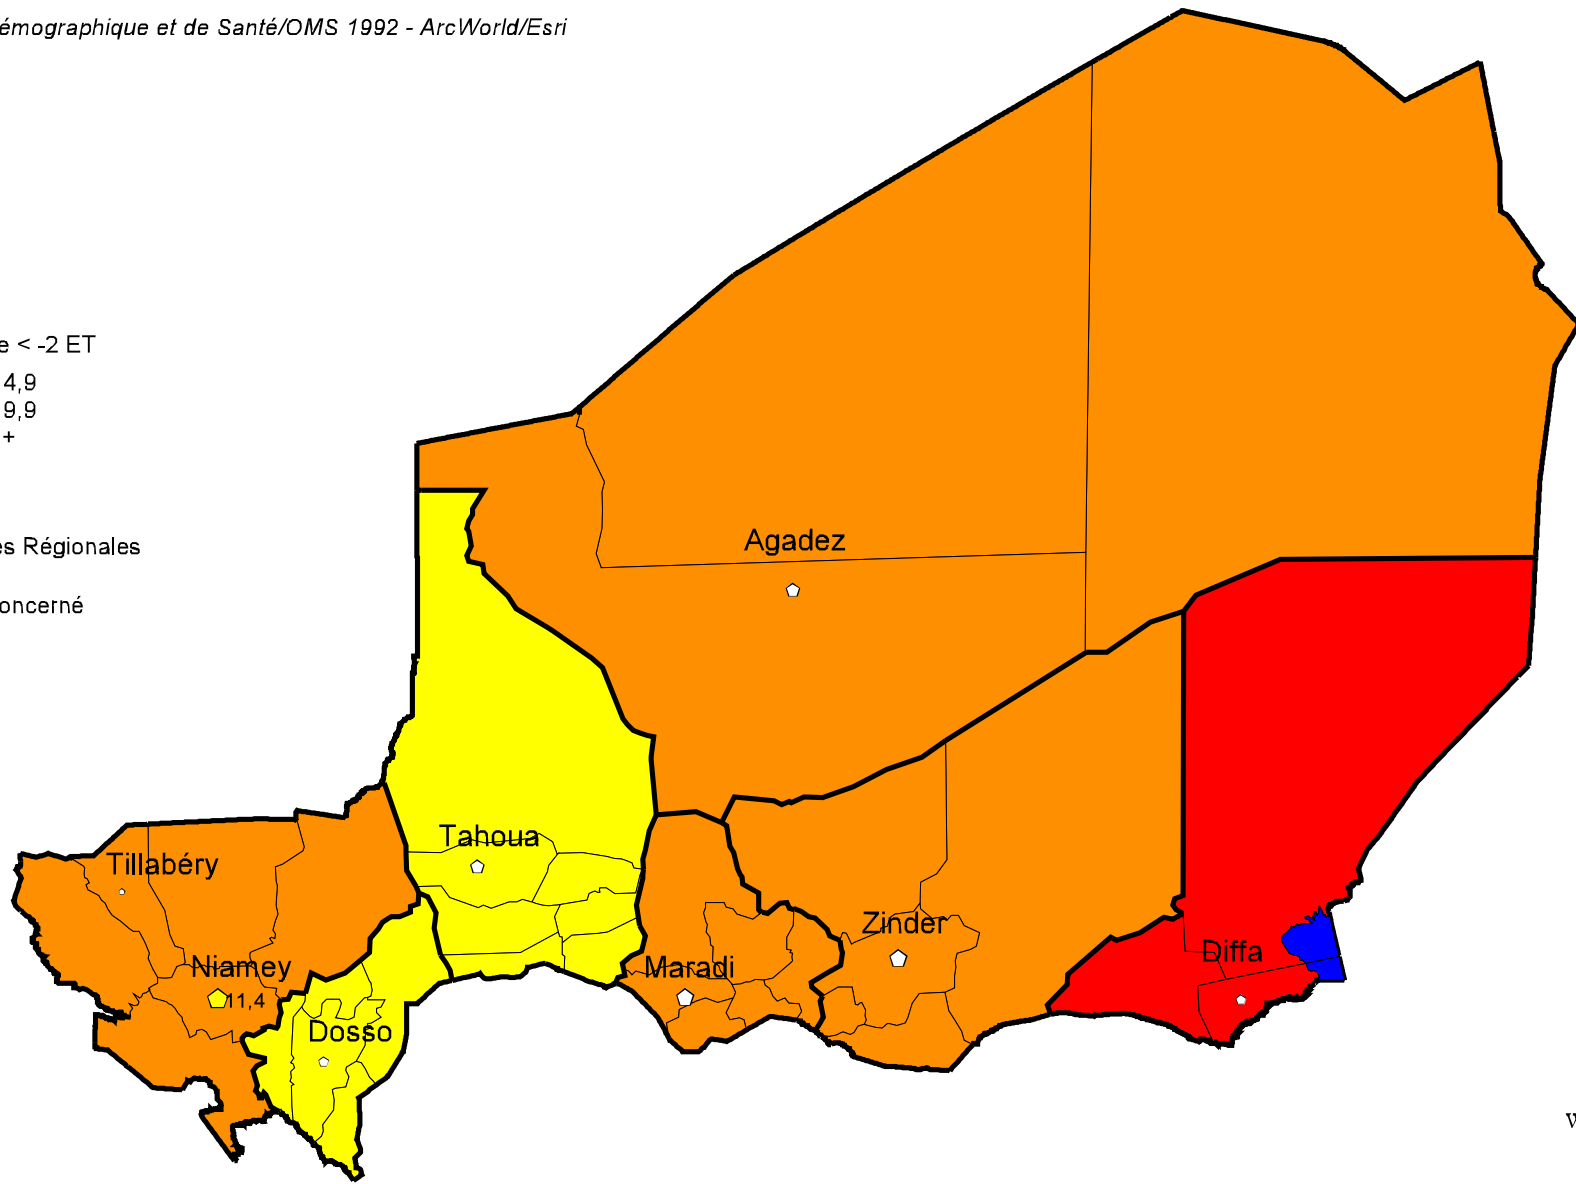 émographique et de Santé/OMS 1992 - ArcWorld/Esri
e < -2 ET
4,9
9,9
+
es Régionales
oncerné
Agadez
Tahoua
Tillabéry
Zinder
Diffa
Niamey
Maradi
11,4
Dosso
w